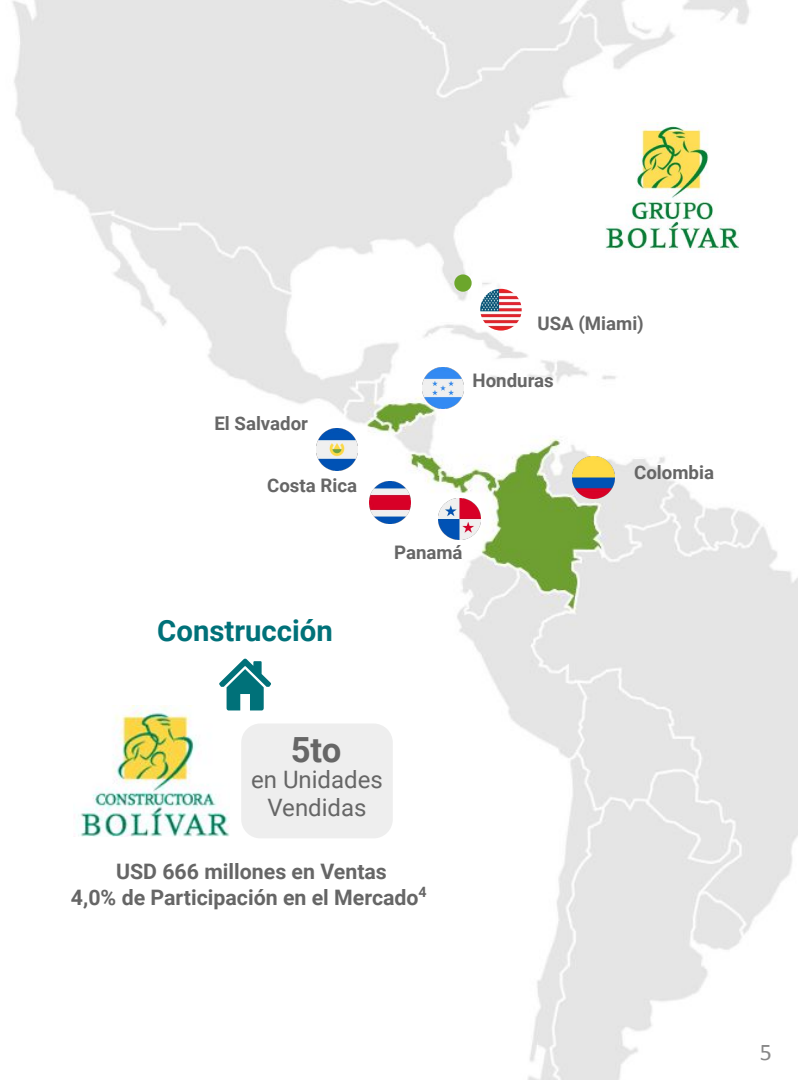 GRUPO
BOLÍVAR
USA (Miami)
Honduras
El Salvador
Costa Rica
Colombia
Panamá
Construcción
CONSTRUCTORA
BOLÍVAR
5to
en Unidades
Vendidas
USD 666 millones en Ventas
4,0% de Participación en el Mercado⁴
5